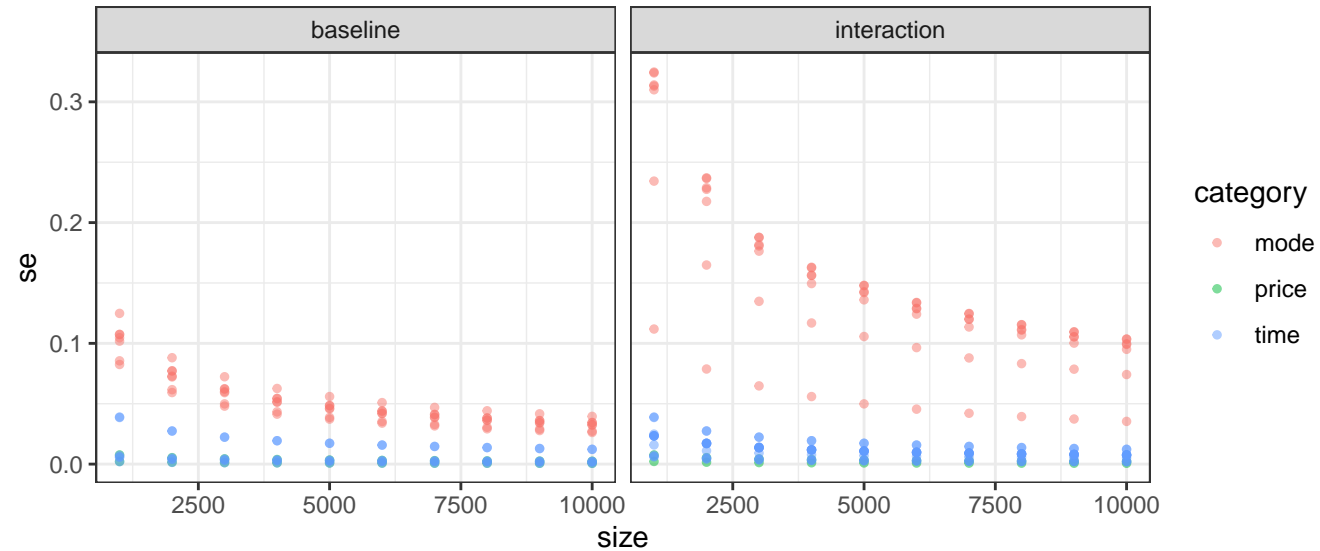 baseline
interaction
0.3
0.2
0.1
0.0
se
2500
5000
7500
10000
2500
5000
7500
10000
size
category
mode
price
time